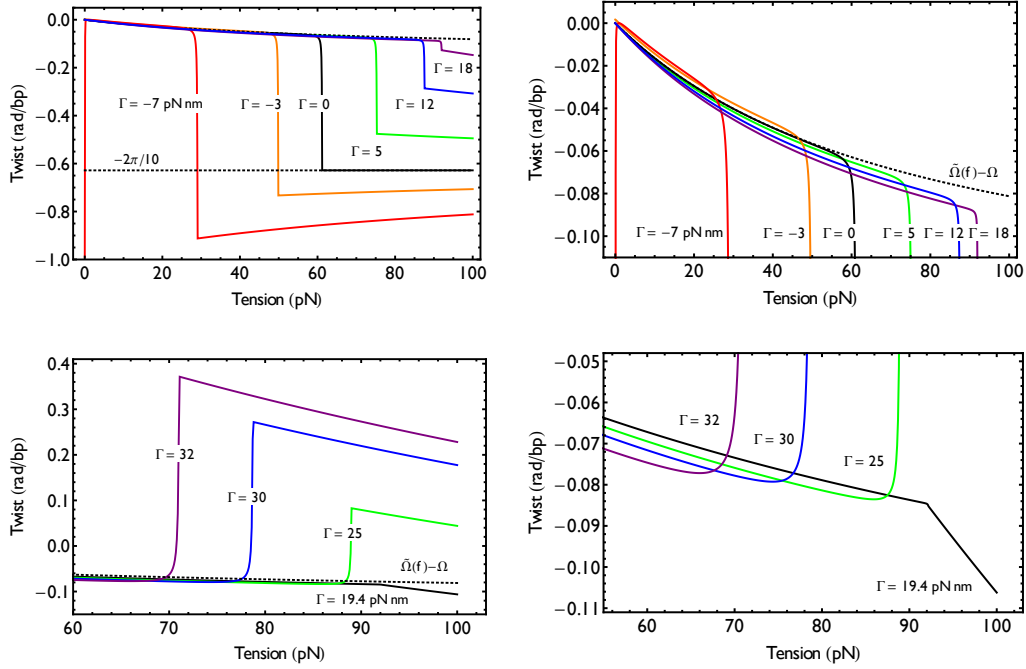 0.0
−0.2
−0.4
−0.6
−0.8
−1.0
Twist (rad/bp)
Γ = −7 pN nm
Γ = −3
Γ = 0
Γ = 5
Γ = 12
Γ = 18
−2π/10
0 20 40 60 80 100
Tension (pN)
0.00
−0.02
−0.04
−0.06
−0.08
−0.10
Twist (rad/bp)
Ω̃(f)−Ω
Γ = −7 pN nm Γ = −3 Γ = 0 Γ = 5 Γ = 12 Γ = 18
0 20 40 60 80 100
Tension (pN)
0.4
0.3
0.2
0.1
0.0
−0.1
Twist (rad/bp)
Γ = 32
Γ = 30
Γ = 25
Ω̃(f)−Ω
Γ = 19.4 pN nm
60 70 80 90 100
Tension (pN)
−0.05
−0.06
−0.07
−0.08
−0.09
−0.10
−0.11
Twist (rad/bp)
Γ = 32
Γ = 30
Γ = 25
Γ = 19.4 pN nm
60 70 80 90 100
Tension (pN)